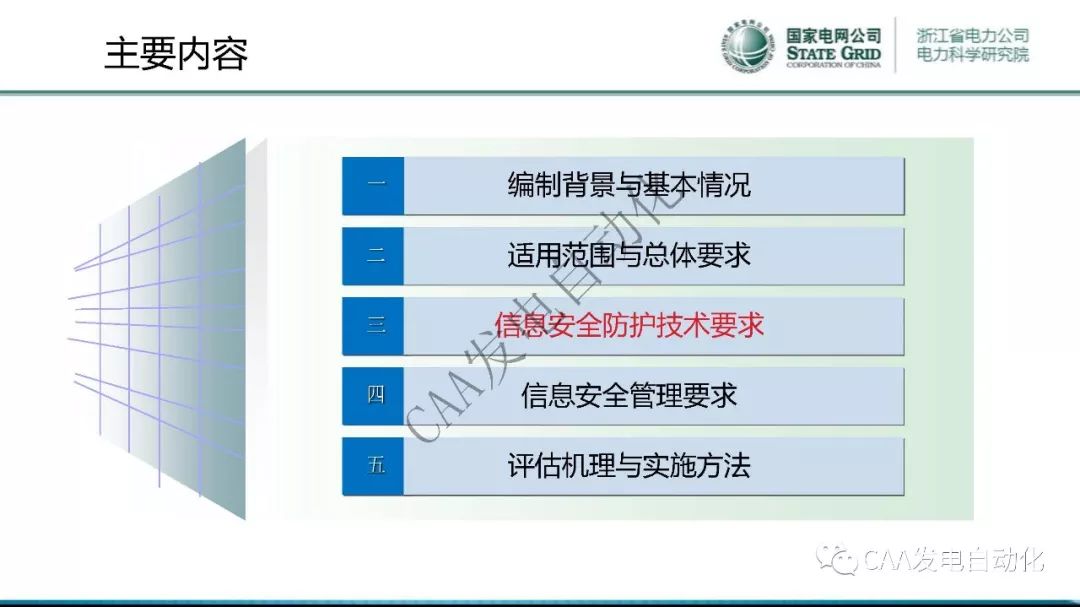 主要内容
国家电网公司
STATE GRID
CORPORATION OF CHINA
浙江省电力公司
电力科学研究院
一 编制背景与基本情况
二 适用范围与总体要求
三 信息安全防护技术要求
四 信息安全管理要求
五 评估机理与实施方法
CAA发电自动化
CAA发电自动化